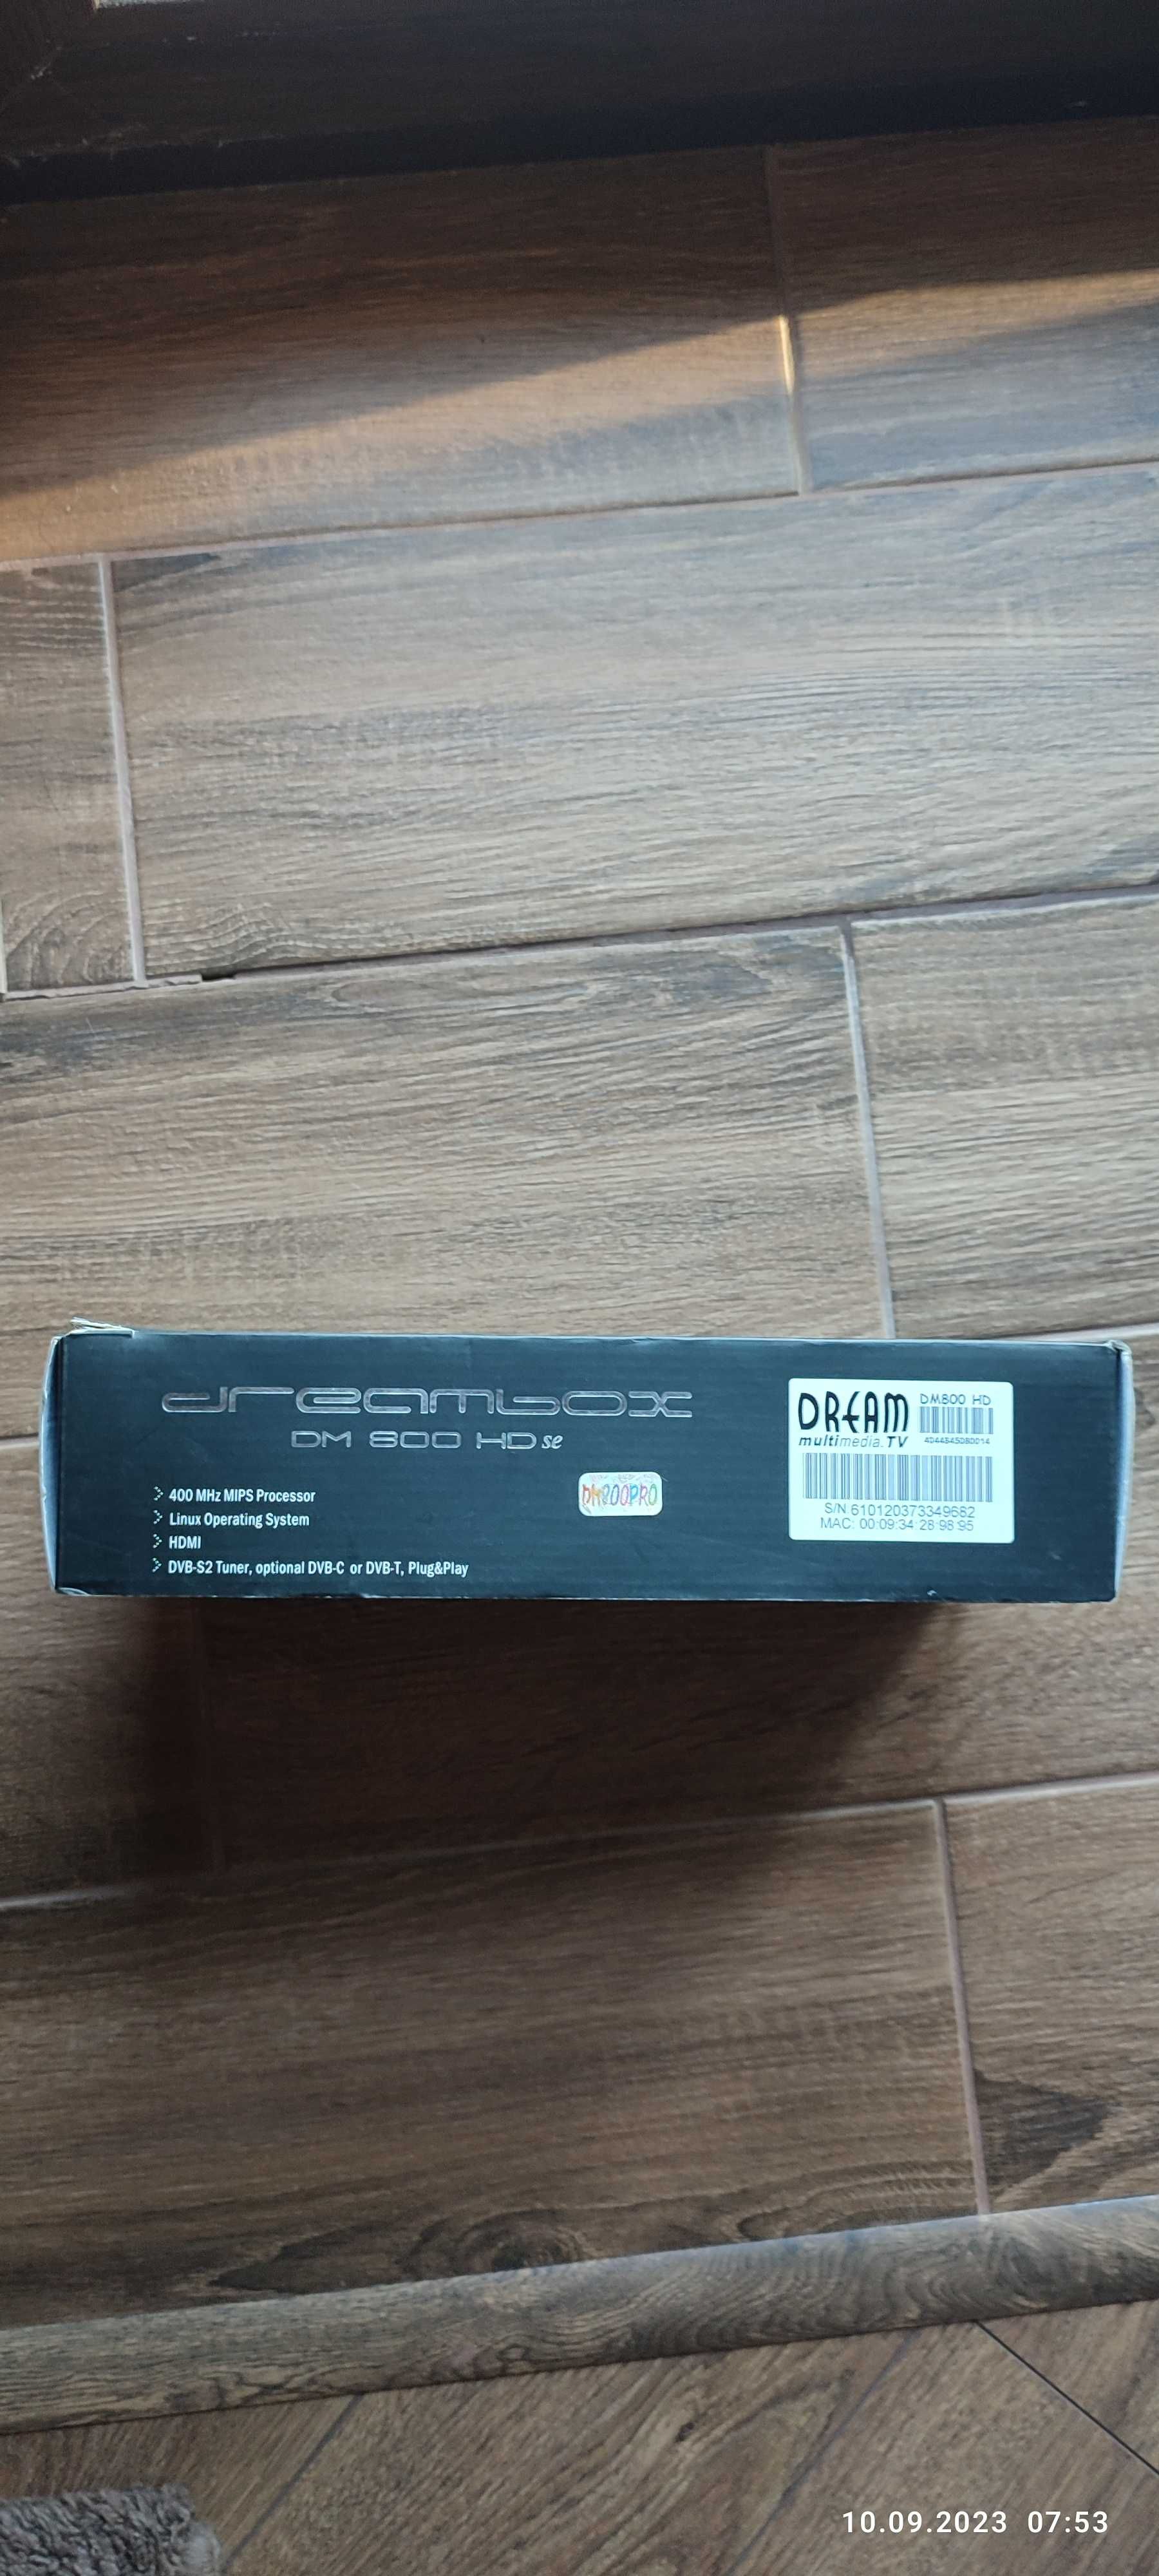 dreambox
DM 800 HD se
400 MHz MIPS Processor
Linux Operating System
HDMI
DVB-S2 Tuner, optional DVB-C or DVB-T, Plug&Play
DM800PRO
DREAM
multimedia.TV
DM800 HD
S/N 610120373349682
MAC: 00:09:34:28:98:95
10.09.2023 07:53